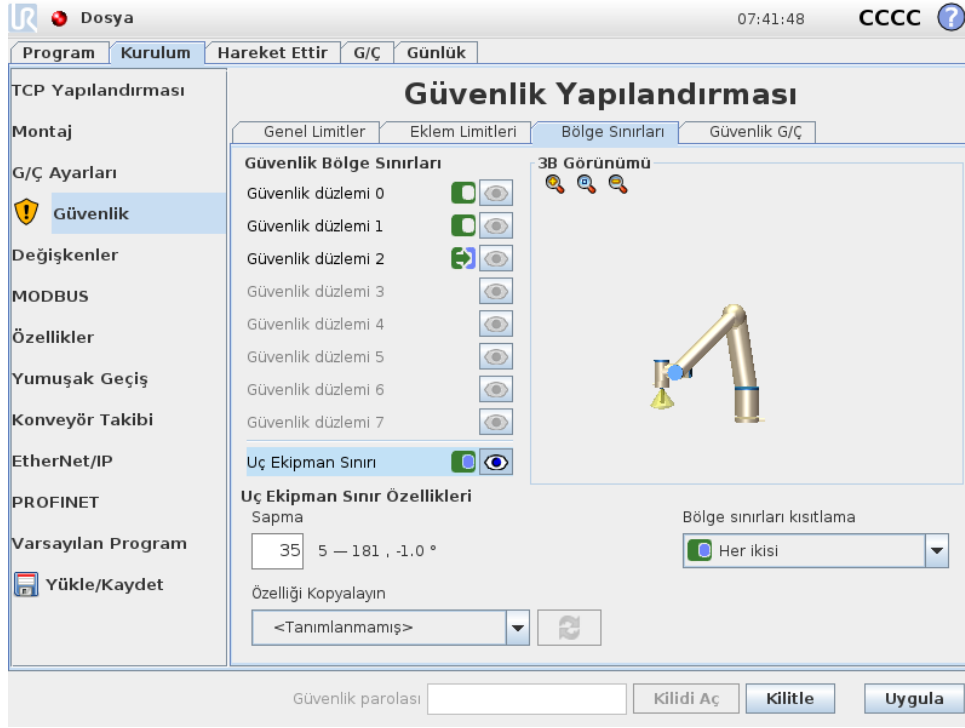 UR Dosya 07:41:48 CCCC ?
Program Kurulum Hareket Ettir G/Ç Günlük
TCP Yapılandırması
Montaj
G/Ç Ayarları
Güvenlik
Değişkenler
MODBUS
Özellikler
Yumuşak Geçiş
Konveyör Takibi
EtherNet/IP
PROFINET
Varsayılan Program
Yükle/Kaydet
Güvenlik Yapılandırması
Genel Limitler Eklem Limitleri Bölge Sınırları Güvenlik G/Ç
Güvenlik Bölge Sınırları
Güvenlik düzlemi 0
Güvenlik düzlemi 1
Güvenlik düzlemi 2
Güvenlik düzlemi 3
Güvenlik düzlemi 4
Güvenlik düzlemi 5
Güvenlik düzlemi 6
Güvenlik düzlemi 7
Uç Ekipman Sınırı
3B Görünümü
Uç Ekipman Sınır Özellikleri
Sapma
35 5 — 181 , -1.0 °
Bölge sınırları kısıtlama
Her ikisi
Özelliği Kopyalayın
<Tanımlanmamış>
Güvenlik parolası Kilidi Aç Kilitle Uygula